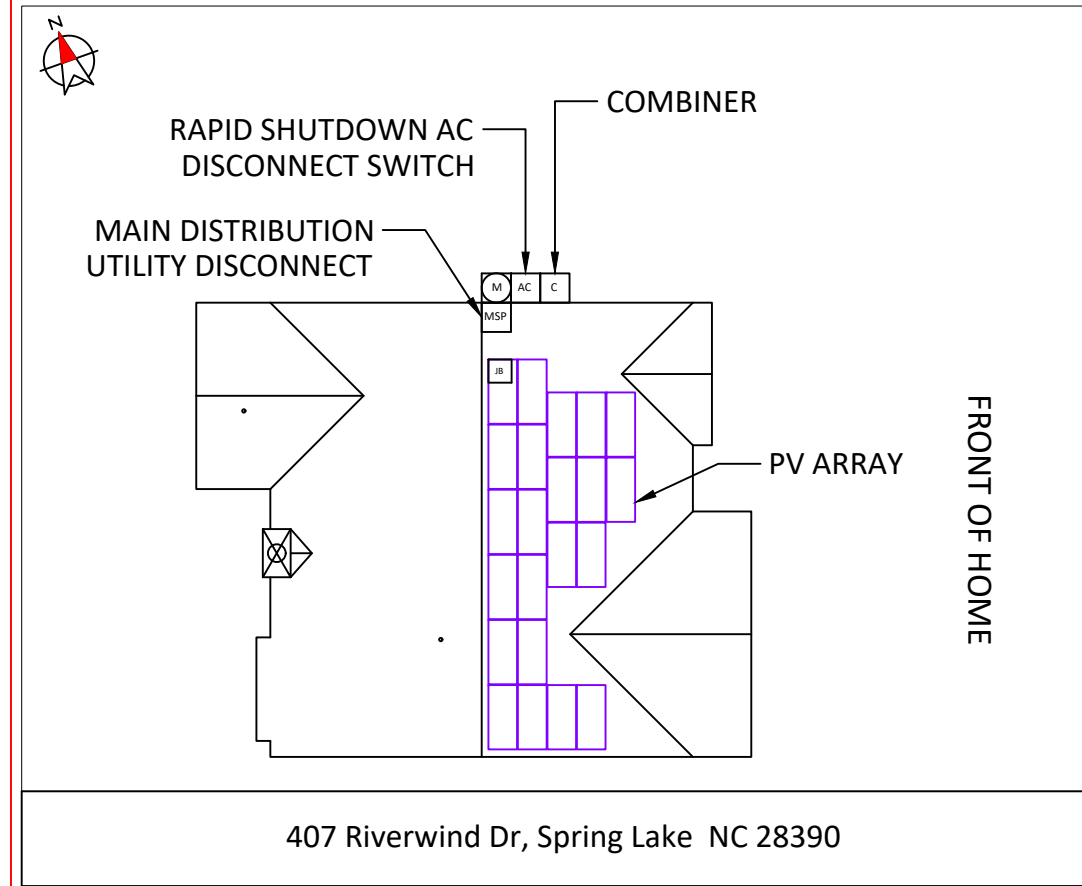 N
COMBINER
RAPID SHUTDOWN AC
DISCONNECT SWITCH
MAIN DISTRIBUTION
UTILITY DISCONNECT
M
AC
C
MSP
JB
PV ARRAY
FRONT OF HOME
407 Riverwind Dr, Spring Lake  NC 28390